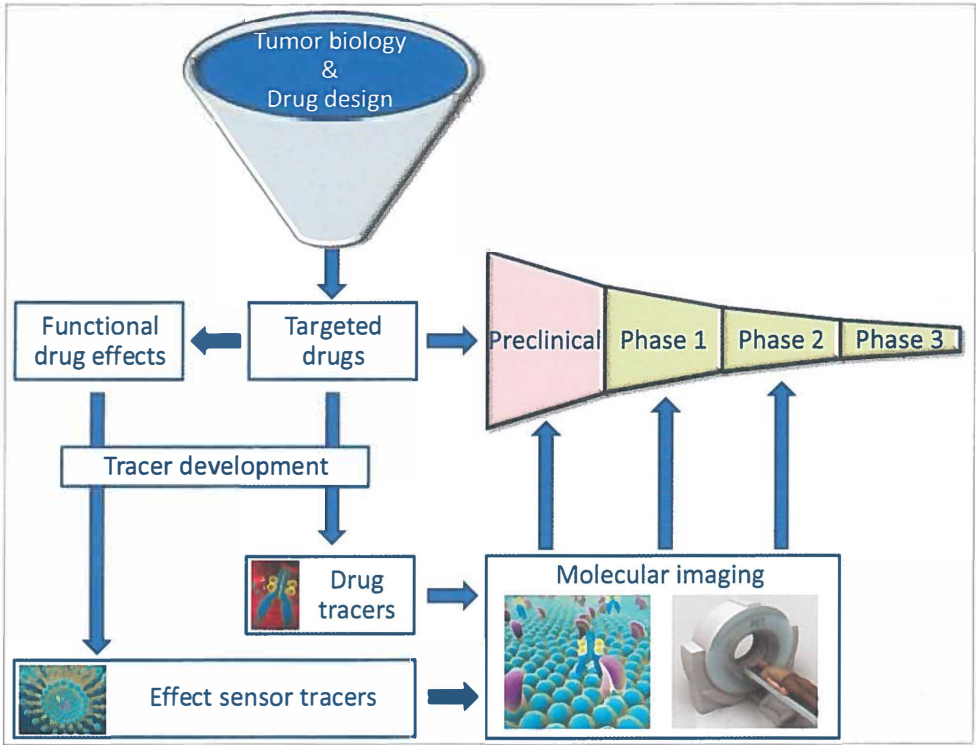 Tumor biology
&
Drug design
Functional
drug effects
Targeted
drugs
Preclinical
Phase 1
Phase 2
Phase 3
Tracer development
Drug
tracers
Molecular imaging
Effect sensor tracers